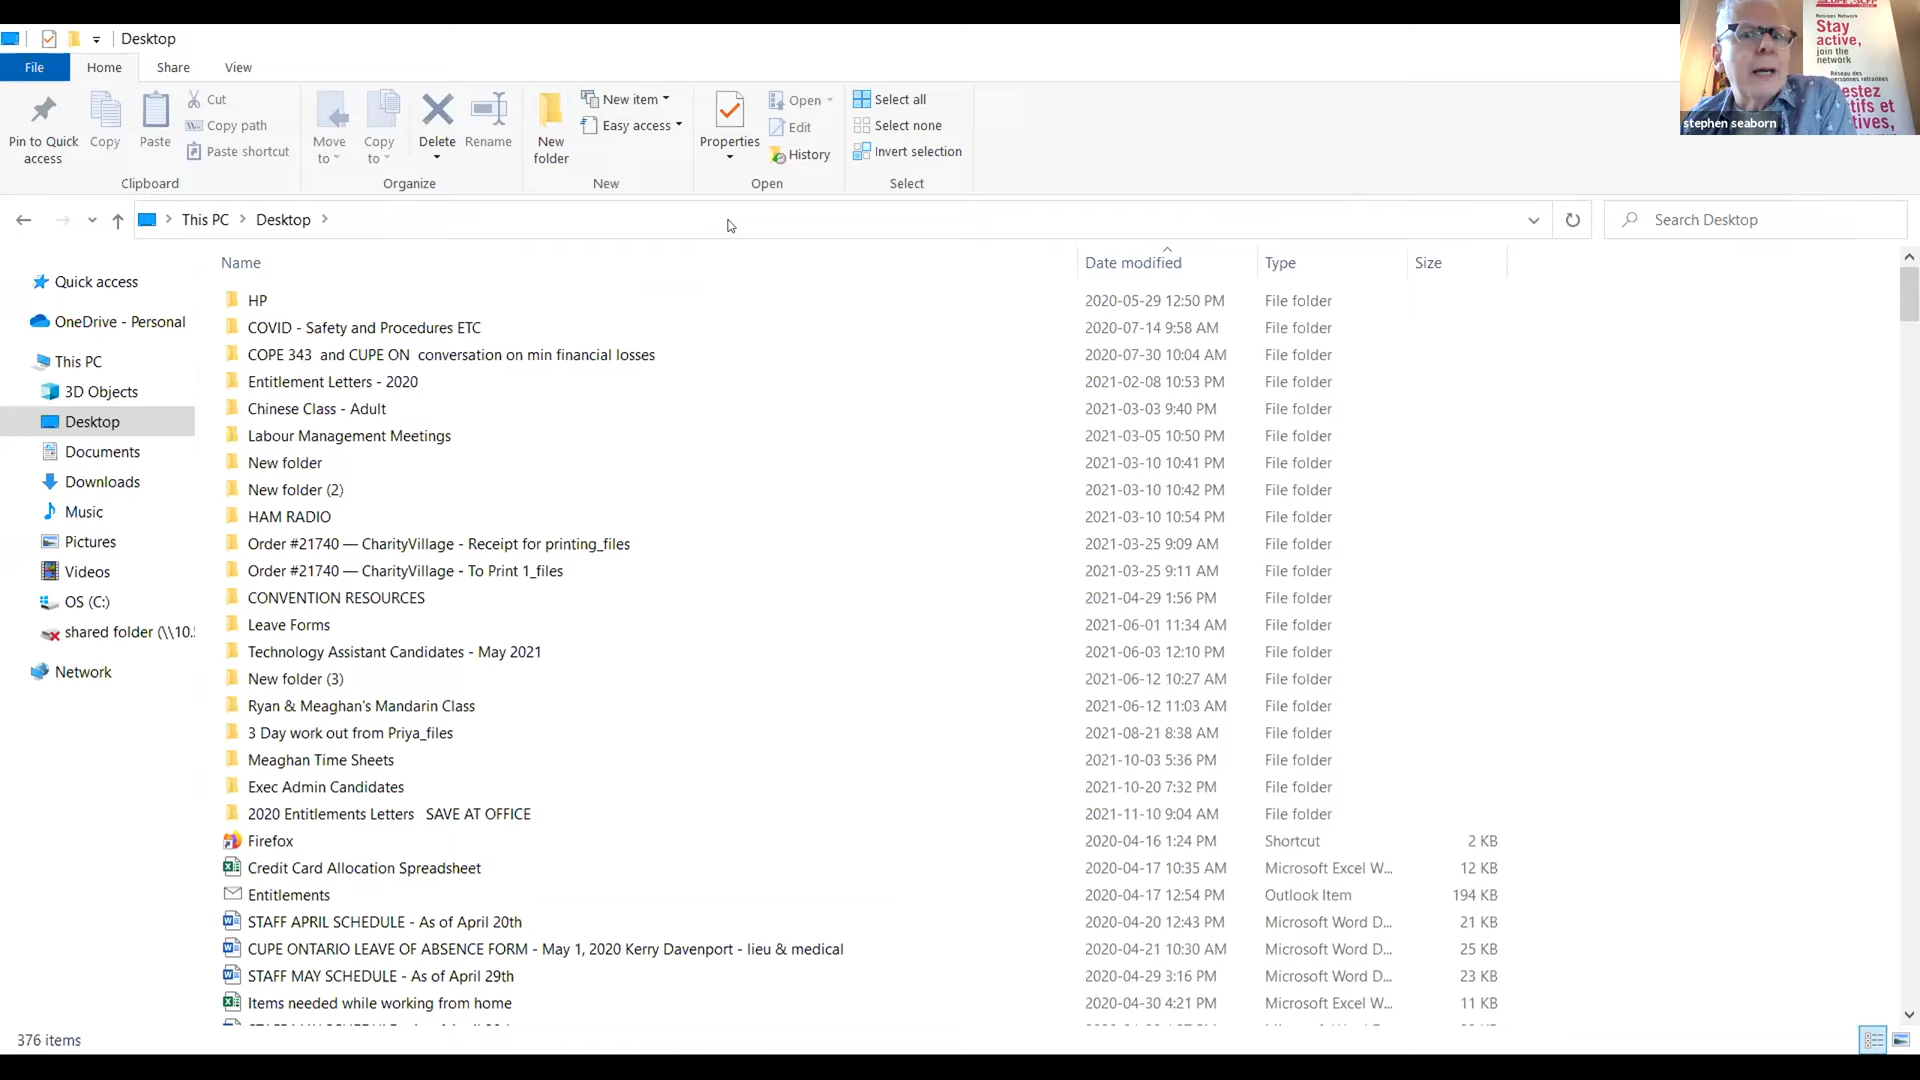 Desktop
File Home Share View
Pin to Quick access
Copy
Paste
Cut
Copy path
Paste shortcut
Clipboard
Move to
Copy to
Delete
Rename
Organize
New folder
New item
Easy access
New
Properties
Open
Edit
History
Open
Select all
Select none
Invert selection
Select
Retirees Network
Stay
active,
join the
network
Réseau des
personnes retraitées
estez
tifs et
tives,
stephen seaborn
This PC Desktop
Search Desktop
Quick access
OneDrive - Personal
This PC
3D Objects
Desktop
Documents
Downloads
Music
Pictures
Videos
OS (C:)
shared folder (\\10.
Network
Name Date modified Type Size
HP 2020-05-29 12:50 PM File folder
COVID - Safety and Procedures ETC 2020-07-14 9:58 AM File folder
COPE 343  and CUPE ON  conversation on min financial losses 2020-07-30 10:04 AM File folder
Entitlement Letters - 2020 2021-02-08 10:53 PM File folder
Chinese Class - Adult 2021-03-03 9:40 PM File folder
Labour Management Meetings 2021-03-05 10:50 PM File folder
New folder 2021-03-10 10:41 PM File folder
New folder (2) 2021-03-10 10:42 PM File folder
HAM RADIO 2021-03-10 10:54 PM File folder
Order #21740 — CharityVillage - Receipt for printing_files 2021-03-25 9:09 AM File folder
Order #21740 — CharityVillage - To Print 1_files 2021-03-25 9:11 AM File folder
CONVENTION RESOURCES 2021-04-29 1:56 PM File folder
Leave Forms 2021-06-01 11:34 AM File folder
Technology Assistant Candidates - May 2021 2021-06-03 12:10 PM File folder
New folder (3) 2021-06-12 10:27 AM File folder
Ryan & Meaghan's Mandarin Class 2021-06-12 11:03 AM File folder
3 Day work out from Priya_files 2021-08-21 8:38 AM File folder
Meaghan Time Sheets 2021-10-03 5:36 PM File folder
Exec Admin Candidates 2021-10-20 7:32 PM File folder
2020 Entitlements Letters   SAVE AT OFFICE 2021-11-10 9:04 AM File folder
Firefox 2020-04-16 1:24 PM Shortcut 2 KB
Credit Card Allocation Spreadsheet 2020-04-17 10:35 AM Microsoft Excel W... 12 KB
Entitlements 2020-04-17 12:54 PM Outlook Item 194 KB
STAFF APRIL SCHEDULE - As of April 20th 2020-04-20 12:43 PM Microsoft Word D... 21 KB
CUPE ONTARIO LEAVE OF ABSENCE FORM - May 1, 2020 Kerry Davenport - lieu & medical 2020-04-21 10:30 AM Microsoft Word D... 25 KB
STAFF MAY SCHEDULE - As of April 29th 2020-04-29 3:16 PM Microsoft Word D... 23 KB
Items needed while working from home 2020-04-30 4:21 PM Microsoft Excel W... 11 KB
376 items